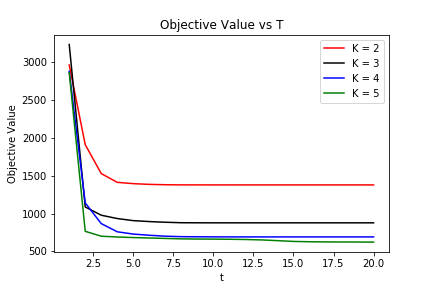 Objective Value vs T
K = 2
K = 3
K = 4
K = 5
3000
2500
2000
1500
1000
500
Objective Value
2.5 5.0 7.5 10.0 12.5 15.0 17.5 20.0
t